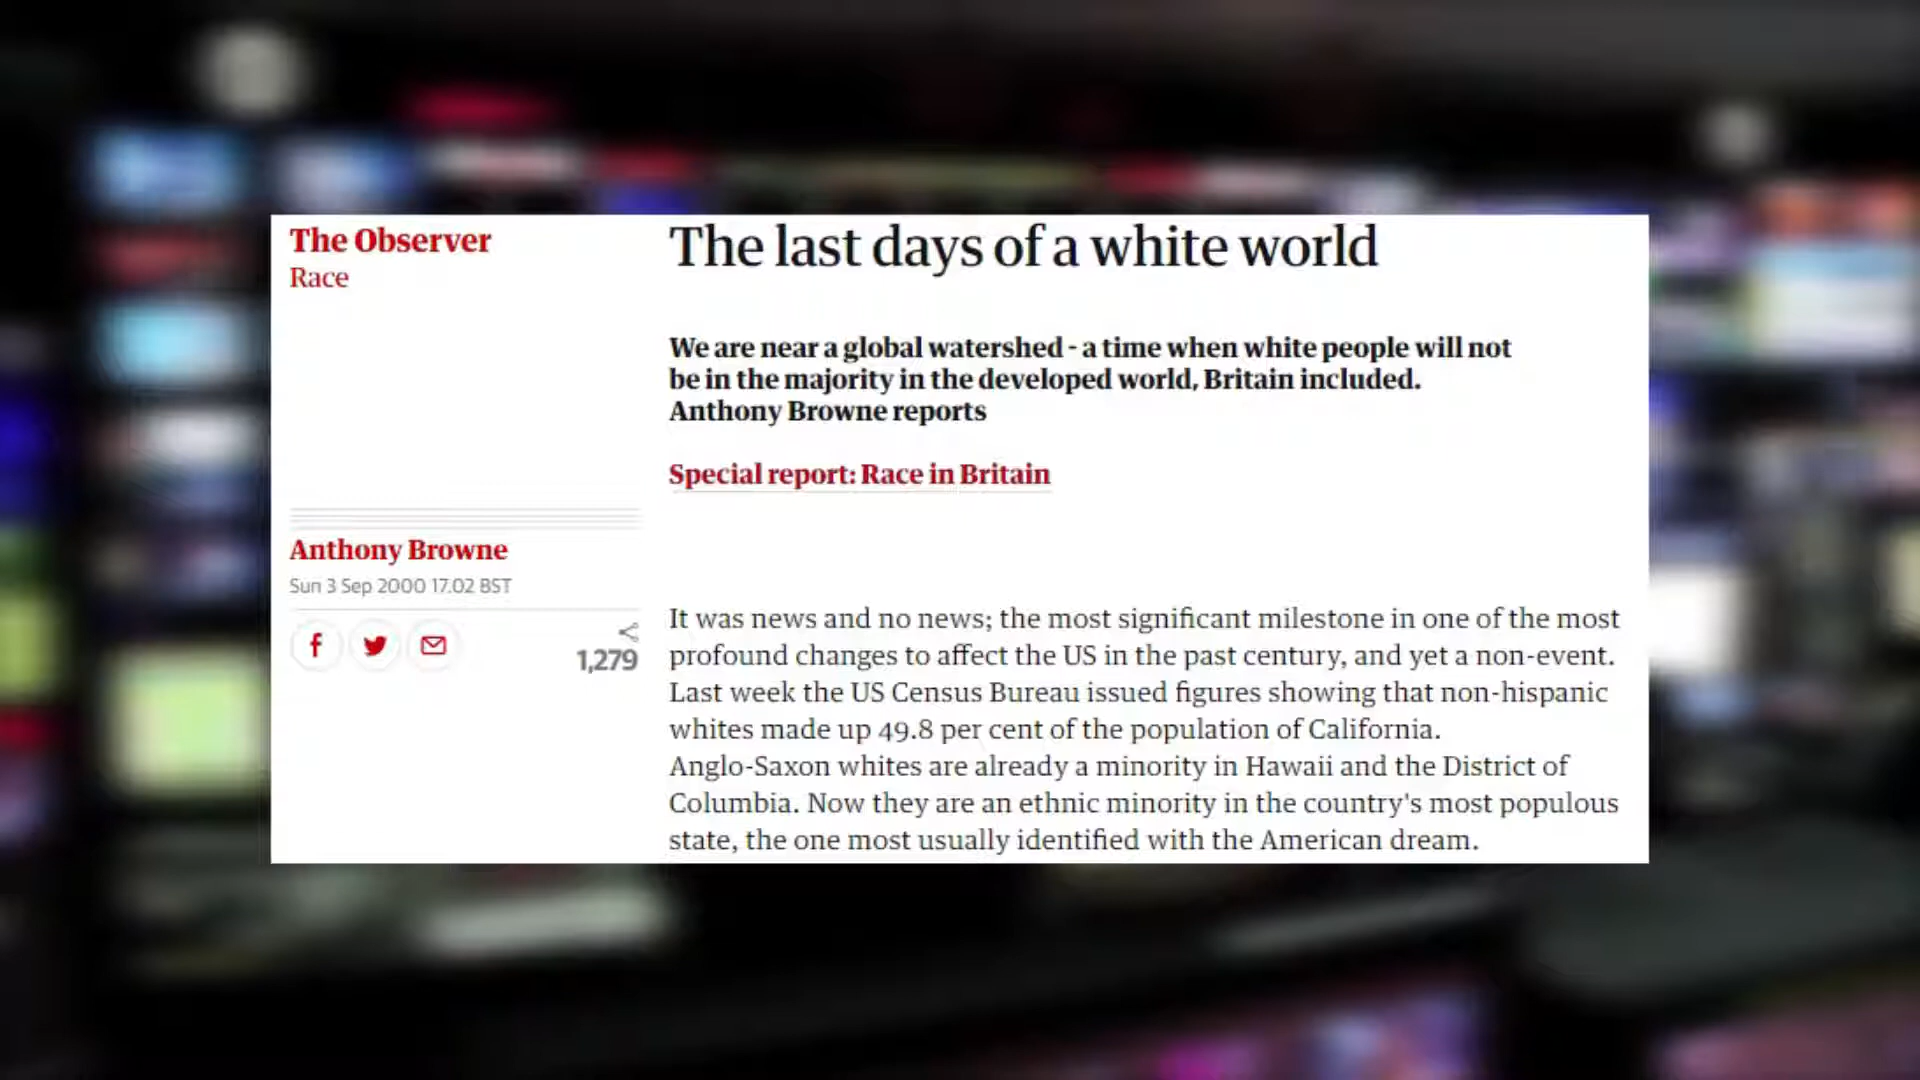 The Observer
Race
The last days of a white world
We are near a global watershed - a time when white people will not
be in the majority in the developed world, Britain included.
Anthony Browne reports
Special report: Race in Britain
Anthony Browne
Sun 3 Sep 2000 17.02 BST
1,279
It was news and no news; the most significant milestone in one of the most
profound changes to affect the US in the past century, and yet a non-event.
Last week the US Census Bureau issued figures showing that non-hispanic
whites made up 49.8 per cent of the population of California.
Anglo-Saxon whites are already a minority in Hawaii and the District of
Columbia. Now they are an ethnic minority in the country's most populous
state, the one most usually identified with the American dream.